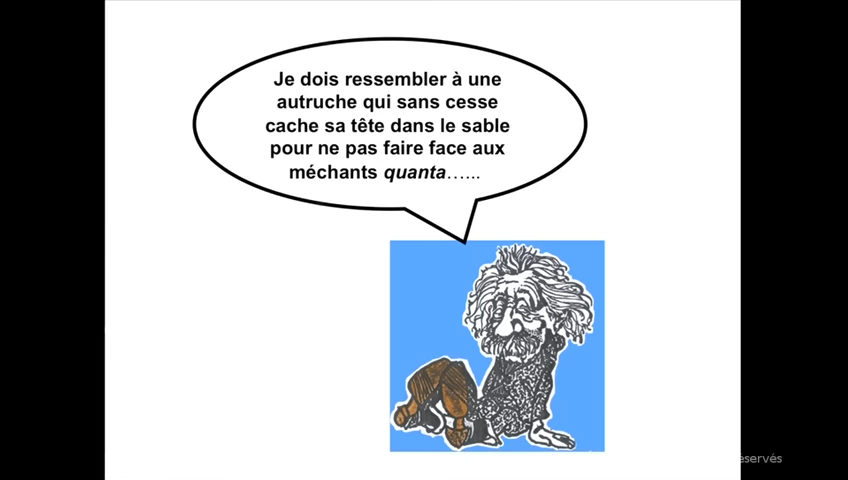 Je dois ressembler à une
autruche qui sans cesse
cache sa tête dans le sable
pour ne pas faire face aux
méchants quanta…...